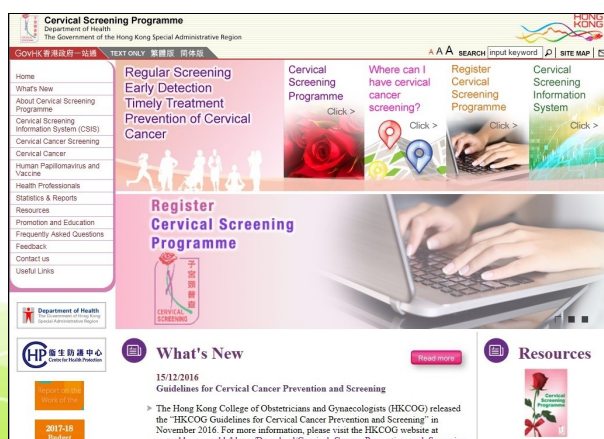 Cervical Screening Programme
Department of Health
The Government of the Hong Kong Special Administrative Region
HONG
KONG
GOVHK 香港政府一站通
TEXT ONLY 繁體版 简体版
A A A SEARCH input keyword SITE MAP
Home
What's New
About Cervical Screening
Programme
Cervical Screening
Information System (CSIS)
Cervical Cancer Screening
Cervical Cancer
Human Papillomavirus and
Vaccine
Health Professionals
Statistics & Reports
Resources
Promotion and Education
Frequently Asked Questions
Feedback
Contact us
Useful Links
Regular Screening
Early Detection
Timely Treatment
Prevention of Cervical
Cancer
Cervical
Screening
Programme
Click >
Where can I
have cervical
cancer
screening?
Click >
Register
Cervical
Screening
Programme
Click >
Cervical
Screening
Information
System
Click >
Register
Cervical Screening
Programme
子宮頸普查
CERVICAL
SCREENING
Department of Health
The Government of the Hong Kong
Special Administrative Region
CHP 衞生防護中心
Centre for Health Protection
Report on the
Work of the
2017-18
Budget
What's New
Read more
15/12/2016
Guidelines for Cervical Cancer Prevention and Screening
The Hong Kong College of Obstetricians and Gynaecologists (HKCOG) released
the "HKCOG Guidelines for Cervical Cancer Prevention and Screening" in
November 2016. For more information, please visit the HKCOG website at
Resources
Cervical
Screening
Programme